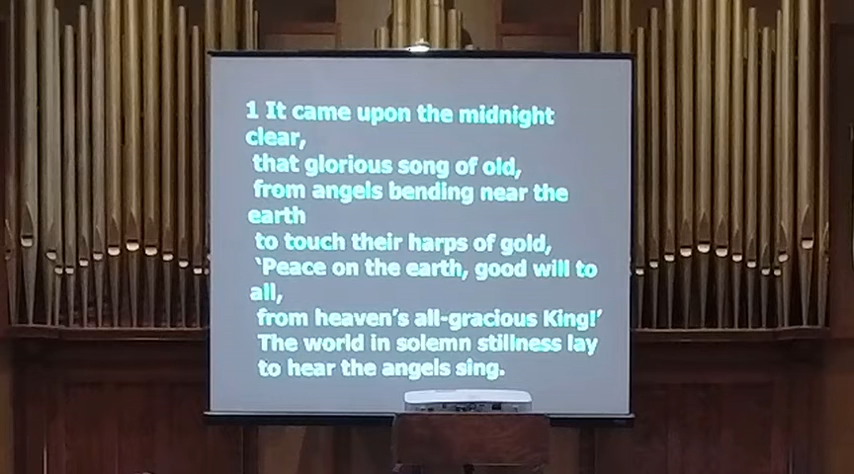 1 It came upon the midnight
clear,
that glorious song of old,
from angels bending near the
earth
to touch their harps of gold,
‘Peace on the earth, good will to
all,
from heaven’s all-gracious King!’
The world in solemn stillness lay
to hear the angels sing.